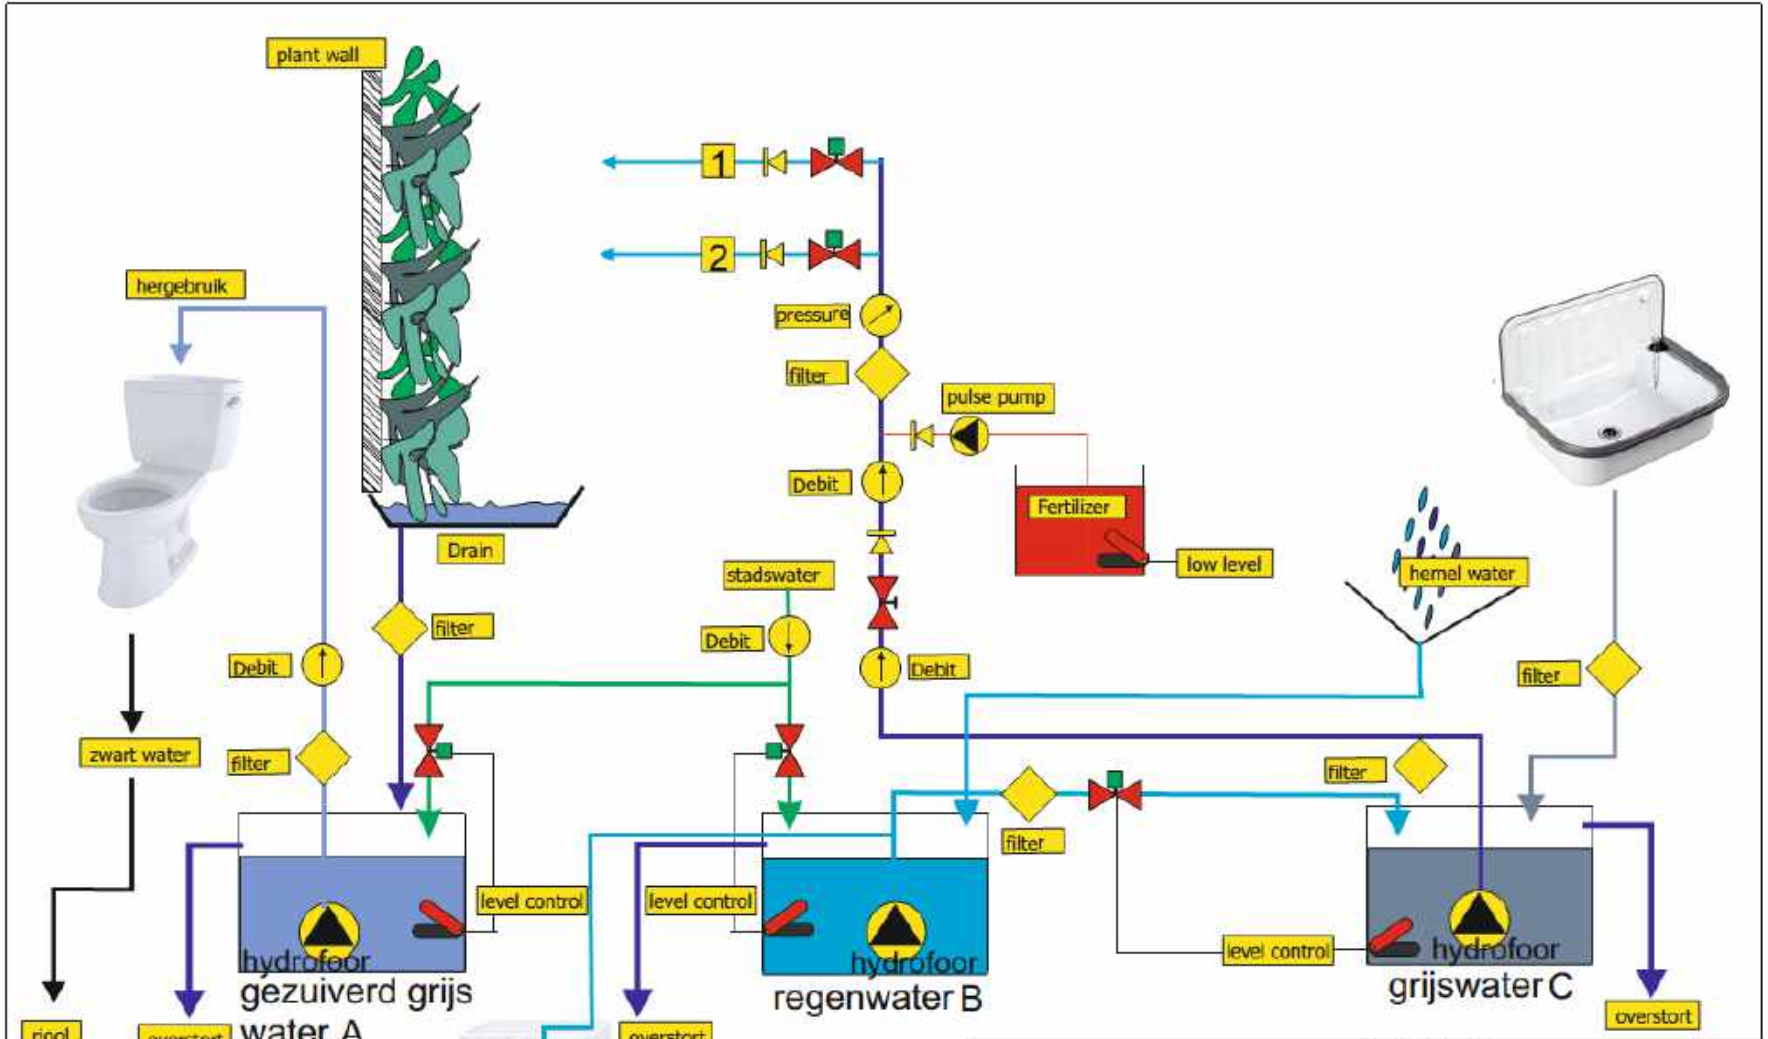 plant wall
1
2
hergebruik
pressure
filter
pulse pump
Debit
Fertilizer
low level
Drain
stadswater
hemel water
filter
Debit
Debit
Debit
filter
zwart water
filter
filter
filter
level control
level control
level control
hydrofoor
gezuiverd grijs
water A
hydrofoor
regenwater B
hydrofoor
grijswater C
overstort
riool
overstort
overstort